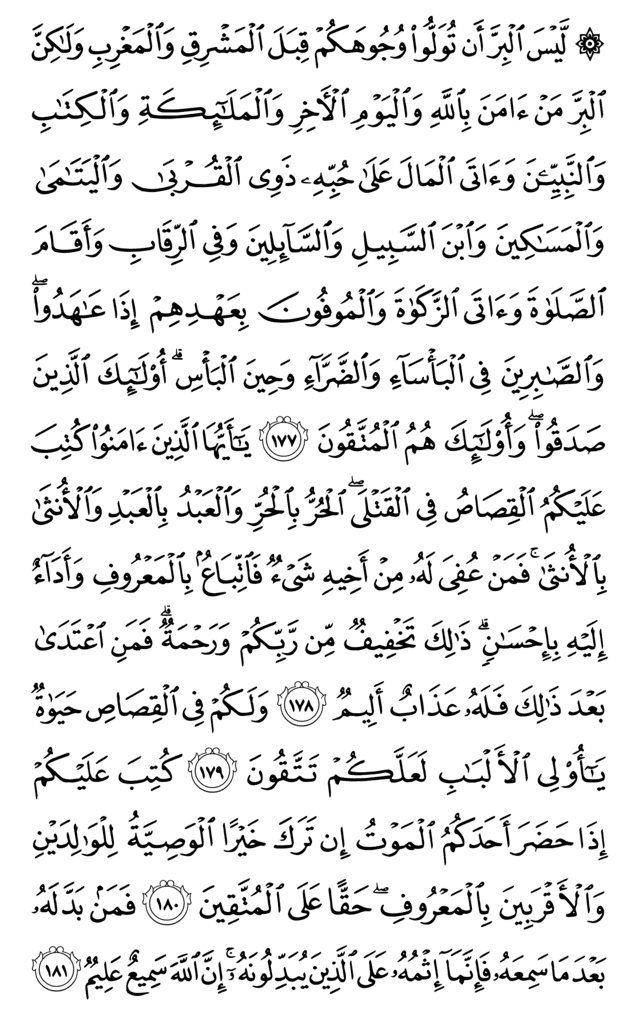 ۞ لَّيْسَ ٱلْبِرَّ أَن تُوَلُّوا۟ وُجُوهَكُمْ قِبَلَ ٱلْمَشْرِقِ وَٱلْمَغْرِبِ وَلَـٰكِنَّ
ٱلْبِرَّ مَنْ ءَامَنَ بِٱللَّهِ وَٱلْيَوْمِ ٱلْـَٔاخِرِ وَٱلْمَلَـٰٓئِكَةِ وَٱلْكِتَـٰبِ
وَٱلنَّبِيِّـۧنَ وَءَاتَى ٱلْمَالَ عَلَىٰ حُبِّهِۦ ذَوِى ٱلْقُرْبَىٰ وَٱلْيَتَـٰمَىٰ
وَٱلْمَسَـٰكِينَ وَٱبْنَ ٱلسَّبِيلِ وَٱلسَّآئِلِينَ وَفِى ٱلرِّقَابِ وَأَقَامَ
ٱلصَّلَوٰةَ وَءَاتَى ٱلزَّكَوٰةَ وَٱلْمُوفُونَ بِعَهْدِهِمْ إِذَا عَـٰهَدُوا۟ ۖ
وَٱلصَّـٰبِرِينَ فِى ٱلْبَأْسَآءِ وَٱلضَّرَّآءِ وَحِينَ ٱلْبَأْسِ ۗ أُو۟لَـٰٓئِكَ ٱلَّذِينَ
صَدَقُوا۟ ۖ وَأُو۟لَـٰٓئِكَ هُمُ ٱلْمُتَّقُونَ ١٧٧ يَـٰٓأَيُّهَا ٱلَّذِينَ ءَامَنُوا۟ كُتِبَ
عَلَيْكُمُ ٱلْقِصَاصُ فِى ٱلْقَتْلَى ۖ ٱلْحُرُّ بِٱلْحُرِّ وَٱلْعَبْدُ بِٱلْعَبْدِ وَٱلْأُنثَىٰ
بِٱلْأُنثَىٰ ۚ فَمَنْ عُفِىَ لَهُۥ مِنْ أَخِيهِ شَىْءٌ فَٱتِّبَاعٌۢ بِٱلْمَعْرُوفِ وَأَدَآءٌ
إِلَيْهِ بِإِحْسَـٰنٍ ۗ ذَٰلِكَ تَخْفِيفٌ مِّن رَّبِّكُمْ وَرَحْمَةٌ ۗ فَمَنِ ٱعْتَدَىٰ
بَعْدَ ذَٰلِكَ فَلَهُۥ عَذَابٌ أَلِيمٌ ١٧٨ وَلَكُمْ فِى ٱلْقِصَاصِ حَيَوٰةٌ
يَـٰٓأُو۟لِى ٱلْأَلْبَـٰبِ لَعَلَّكُمْ تَتَّقُونَ ١٧٩ كُتِبَ عَلَيْكُمْ
إِذَا حَضَرَ أَحَدَكُمُ ٱلْمَوْتُ إِن تَرَكَ خَيْرًا ٱلْوَصِيَّةُ لِلْوَٰلِدَيْنِ
وَٱلْأَقْرَبِينَ بِٱلْمَعْرُوفِ ۖ حَقًّا عَلَى ٱلْمُتَّقِينَ ١٨٠ فَمَنۢ بَدَّلَهُۥ
بَعْدَ مَا سَمِعَهُۥ فَإِنَّمَآ إِثْمُهُۥ عَلَى ٱلَّذِينَ يُبَدِّلُونَهُۥٓ ۚ إِنَّ ٱللَّهَ سَمِيعٌ عَلِيمٌ ١٨١